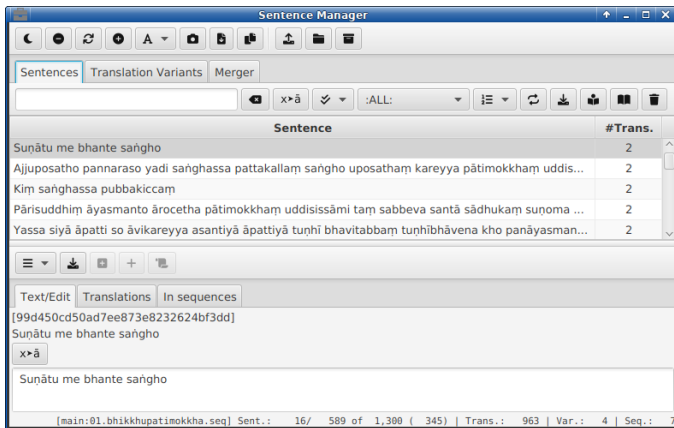 Sentence Manager
A
Sentences Translation Variants Merger
x➤ā :ALL:
Sentence #Trans.
Suṇātu me bhante saṅgho 2
Ajjuposatho pannaraso yadi saṅghassa pattakallaṃ saṅgho uposathaṃ kareyya pātimokkhaṃ uddis... 2
Kiṃ saṅghassa pubbakiccaṃ 2
Pārisuddhiṃ āyasmanto ārocetha pātimokkhaṃ uddisissāmi taṃ sabbeva santā sādhukaṃ suṇoma ... 2
Yassa siyā āpatti so āvikareyya asantiyā āpattiyā tuṇhī bhavitabbaṃ tuṇhībhāvena kho panāyasman... 2
Text/Edit Translations In sequences
[99d450cd50ad7ee873e8232624bf3dd]
Suṇātu me bhante saṅgho
x➤ā
Suṇātu me bhante saṅgho
[main:01.bhikkhupatimokkha.seq] Sent.: 16/ 589 of 1,300 ( 345) | Trans.: 963 | Var.: 4 | Seq.: 7